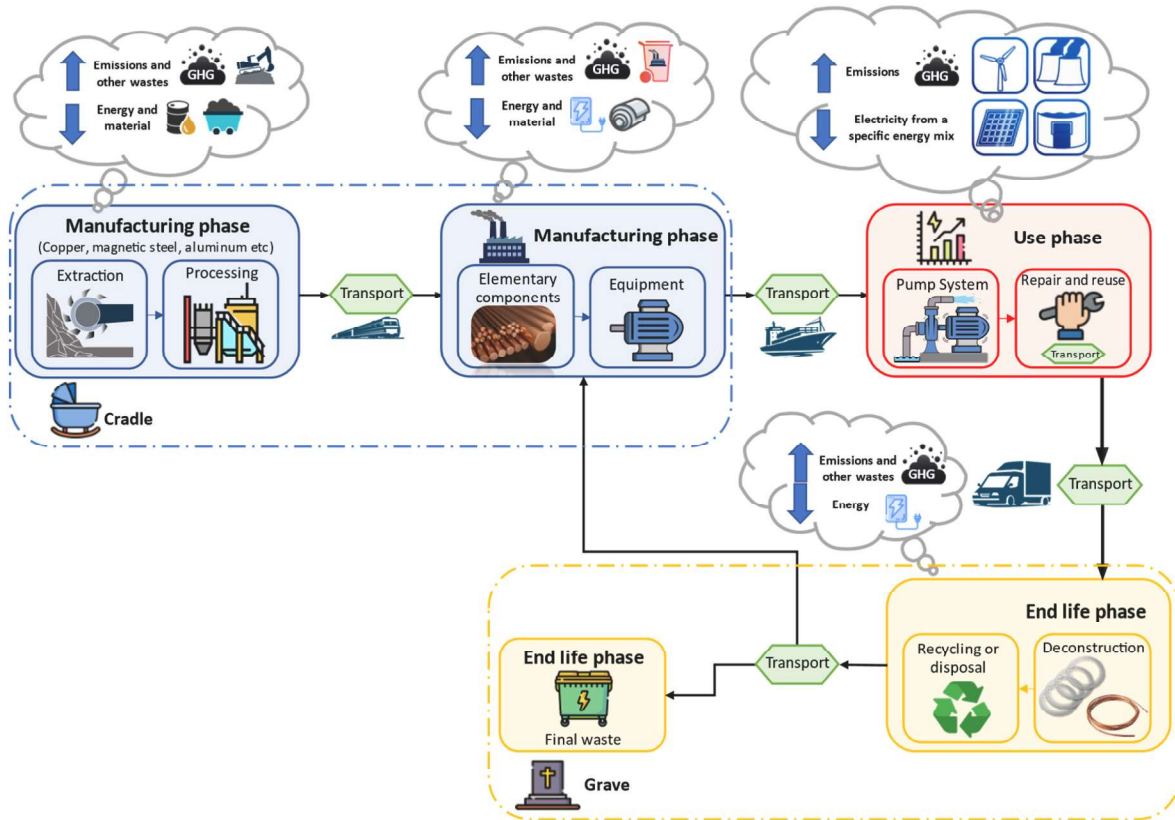 Emissions and
other wastes
GHG
Energy and
material
Emissions and
other wastes
GHG
Energy and
material
Emissions
GHG
Electricity from a
specific energy mix
Manufacturing phase
(Copper, magnetic steel, aluminum etc)
Extraction
Processing
Transport
Manufacturing phase
Elementary
components
Equipment
Transport
Use phase
Pump System
Repair and reuse
Transport
Cradle
Emissions and
other wastes
GHG
Energy
Transport
End life phase
Recycling or
disposal
Deconstruction
Transport
End life phase
Final waste
Grave